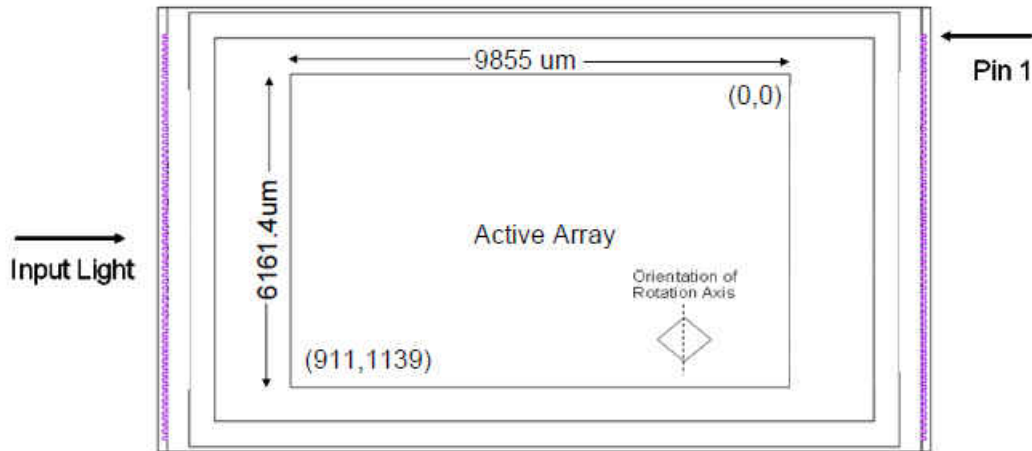 9855 um
(0,0)
Pin 1
6161.4um
Input Light
Active Array
Orientation of
Rotation Axis
(911,1139)